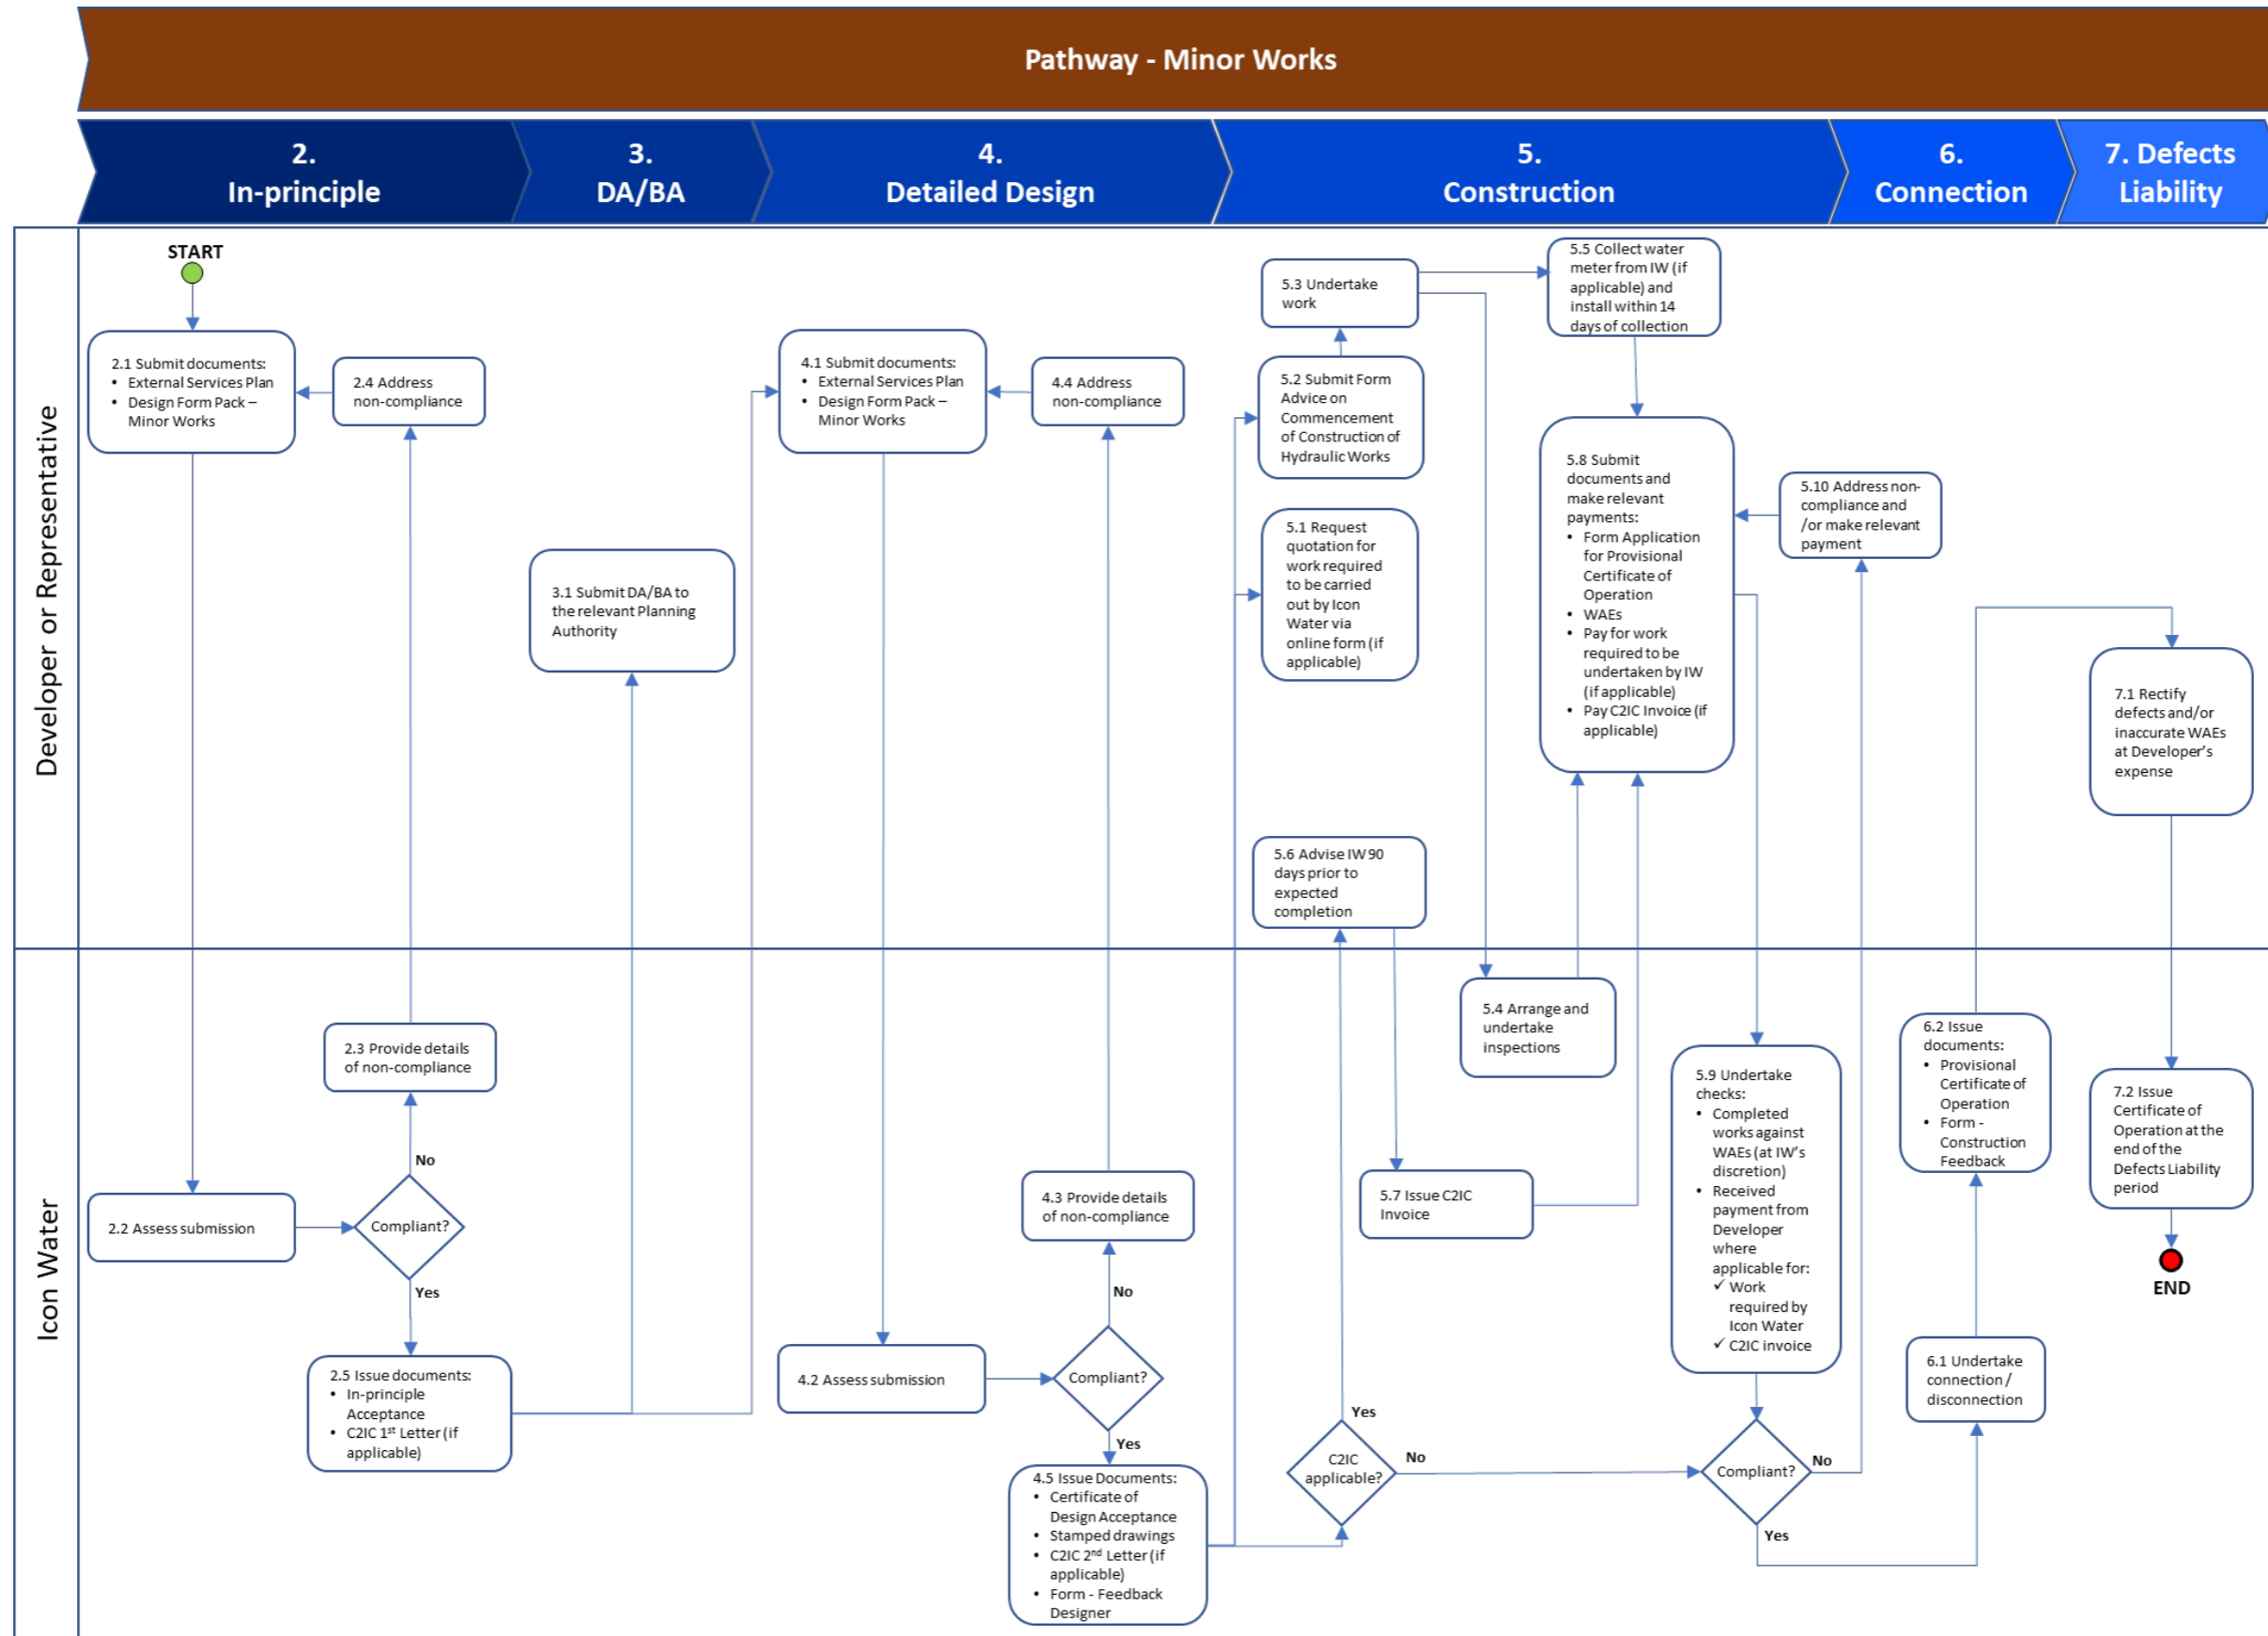 Pathway - Minor Works
2.
In-principle
3.
DA/BA
4.
Detailed Design
5.
Construction
6.
Connection
7. Defects
Liability
Developer or Representative
START
2.1 Submit documents:
• External Services Plan
• Design Form Pack –
Minor Works
2.4 Address
non-compliance
3.1 Submit DA/BA to
the relevant Planning
Authority
4.1 Submit documents:
• External Services Plan
• Design Form Pack –
Minor Works
4.4 Address
non-compliance
5.3 Undertake
work
5.2 Submit Form
Advice on
Commencement
of Construction of
Hydraulic Works
5.1 Request
quotation for
work required
to be carried
out by Icon
Water via
online form (if
applicable)
5.6 Advise IW 90
days prior to
expected
completion
5.5 Collect water
meter from IW (if
applicable) and
install within 14
days of collection
5.8 Submit
documents and
make relevant
payments:
• Form Application
for Provisional
Certificate of
Operation
• WAEs
• Pay for work
required to be
undertaken by IW
(if applicable)
• Pay C2IC Invoice (if
applicable)
5.10 Address non-
compliance and
/or make relevant
payment
7.1 Rectify
defects and/or
inaccurate WAEs
at Developer's
expense
Icon Water
2.2 Assess submission
2.3 Provide details
of non-compliance
No
Compliant?
Yes
2.5 Issue documents:
• In-principle
Acceptance
• C2IC 1st Letter (if
applicable)
4.2 Assess submission
4.3 Provide details
of non-compliance
No
Compliant?
Yes
4.5 Issue Documents:
• Certificate of
Design Acceptance
• Stamped drawings
• C2IC 2nd Letter (if
applicable)
• Form - Feedback
Designer
5.4 Arrange and
undertake
inspections
5.7 Issue C2IC
Invoice
Yes
C2IC
applicable?
No
5.9 Undertake
checks:
• Completed
works against
WAEs (at IW's
discretion)
• Received
payment from
Developer
where
applicable for:
✓ Work
required by
Icon Water
✓ C2IC invoice
Compliant?
No
Yes
6.2 Issue
documents:
• Provisional
Certificate of
Operation
• Form -
Construction
Feedback
6.1 Undertake
connection /
disconnection
7.2 Issue
Certificate of
Operation at the
end of the
Defects Liability
period
END